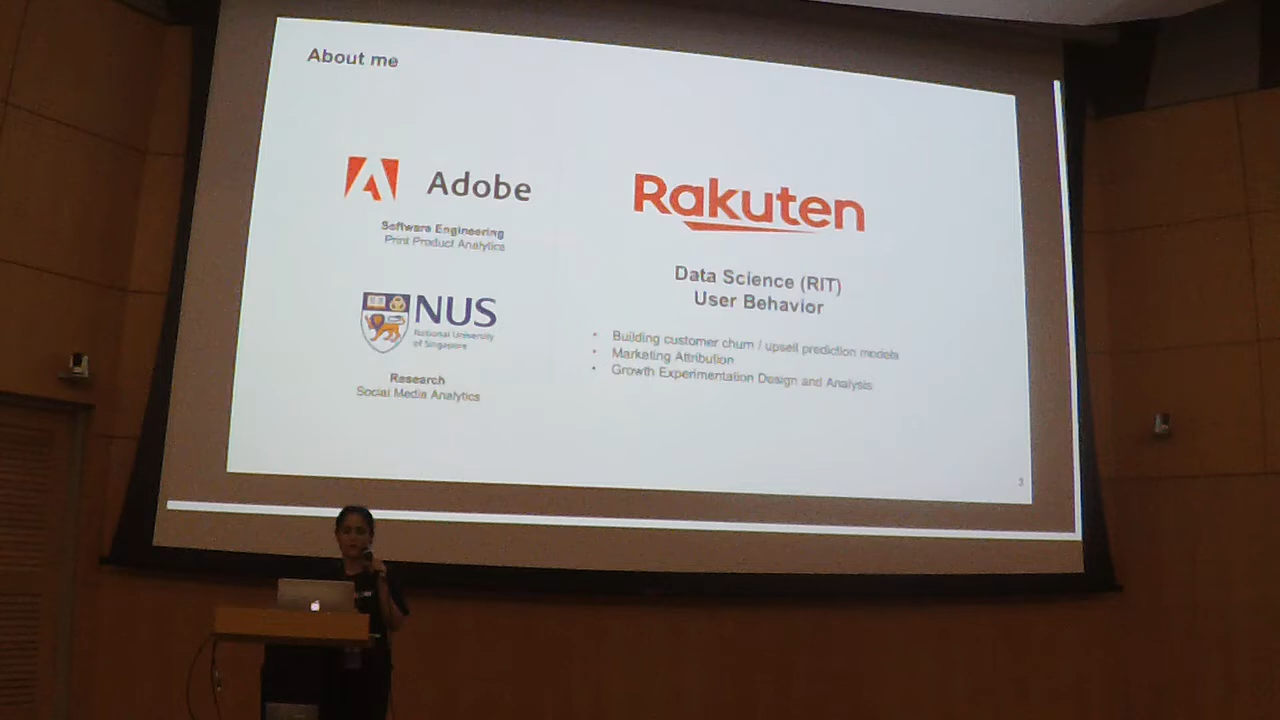 About me
Adobe
Software Engineering
Print Product Analytics
NUS
National University
of Singapore
Research
Social Media Analytics
Rakuten
Data Science (RIT)
User Behavior
• Building customer churn / upsell prediction models
• Marketing Attribution
• Growth Experimentation Design and Analysis
3